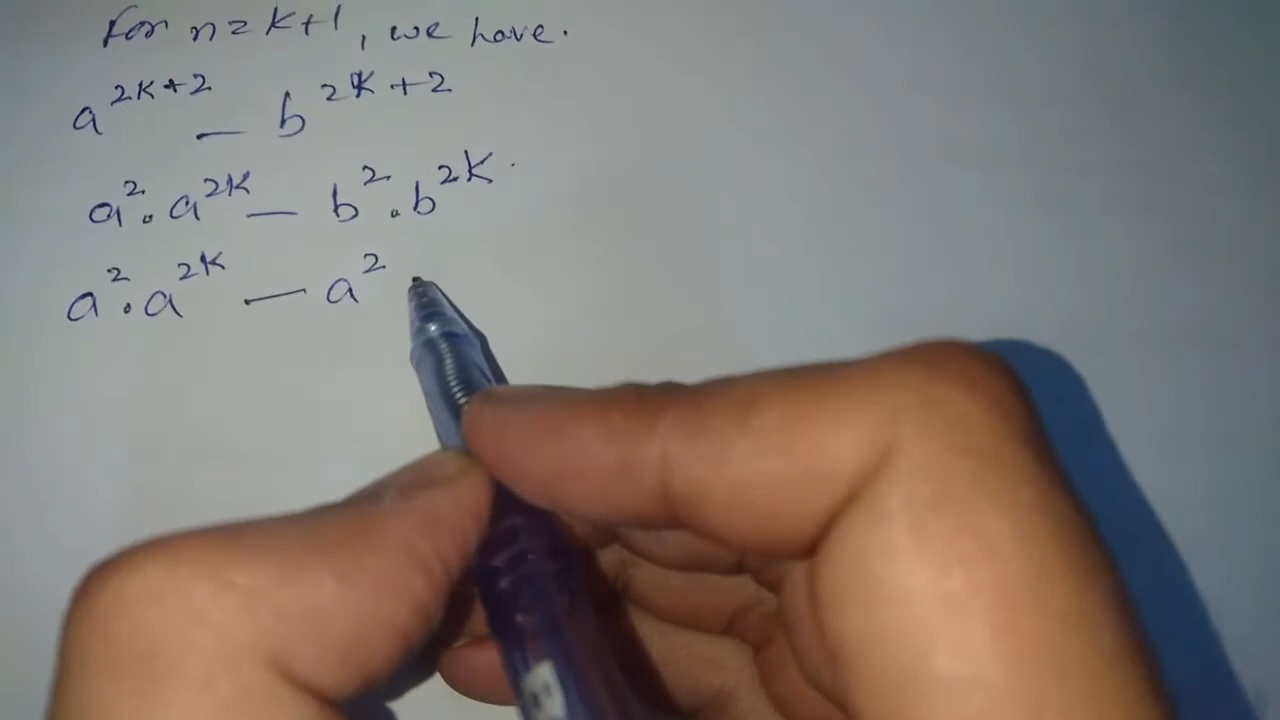 For n = k+1, we have.
a^{2k+2} - b^{2k+2}
a^2 . a^{2k} - b^2 . b^{2k}.
a^2 . a^{2k} - a^2